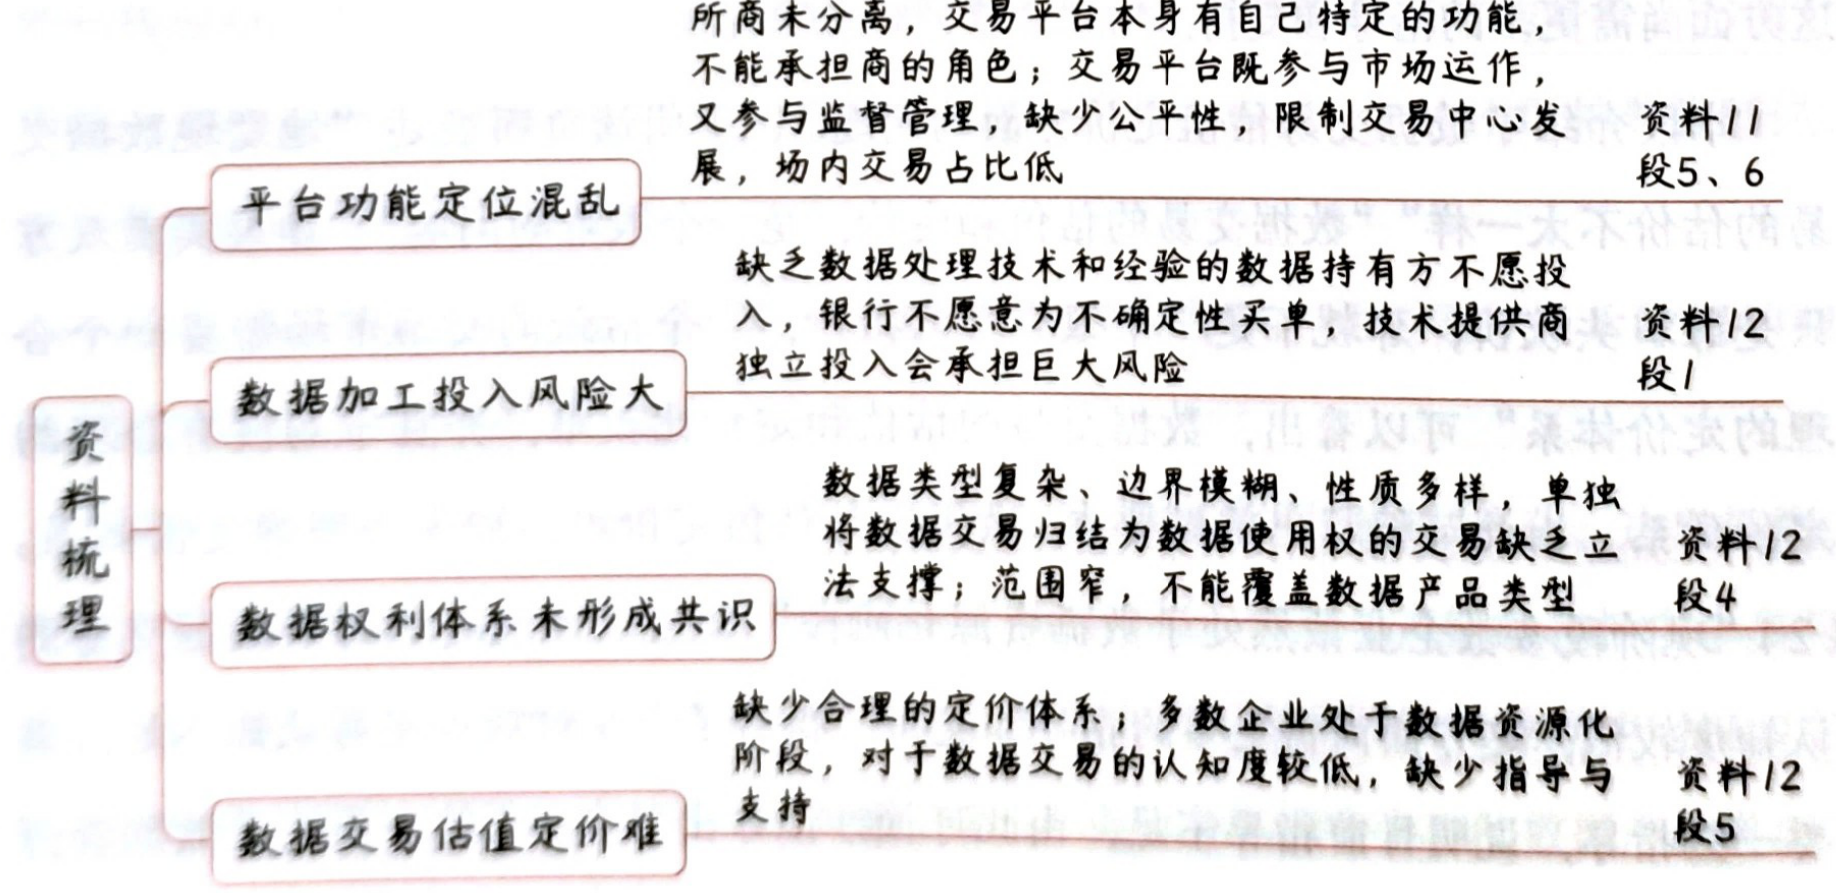 所商未分离，交易平台本身有自己特定的功能，
不能承担商的角色；交易平台既参与市场运作，
又参与监督管理，缺少公平性，限制交易中心发
展，场内交易占比低
资料11
段5、6
平台功能定位混乱
缺乏数据处理技术和经验的数据持有方不愿投
入，银行不愿意为不确定性买单，技术提供商
独立投入会承担巨大风险
资料12
段1
数据加工投入风险大
资料梳理
数据类型复杂、边界模糊、性质多样，单独
将数据交易归结为数据使用权的交易缺乏立
法支撑；范围窄，不能覆盖数据产品类型
资料12
段4
数据权利体系未形成共识
缺少合理的定价体系；多数企业处于数据资源化
阶段，对于数据交易的认知度较低，缺少指导与
支持
资料12
段5
数据交易估值定价难